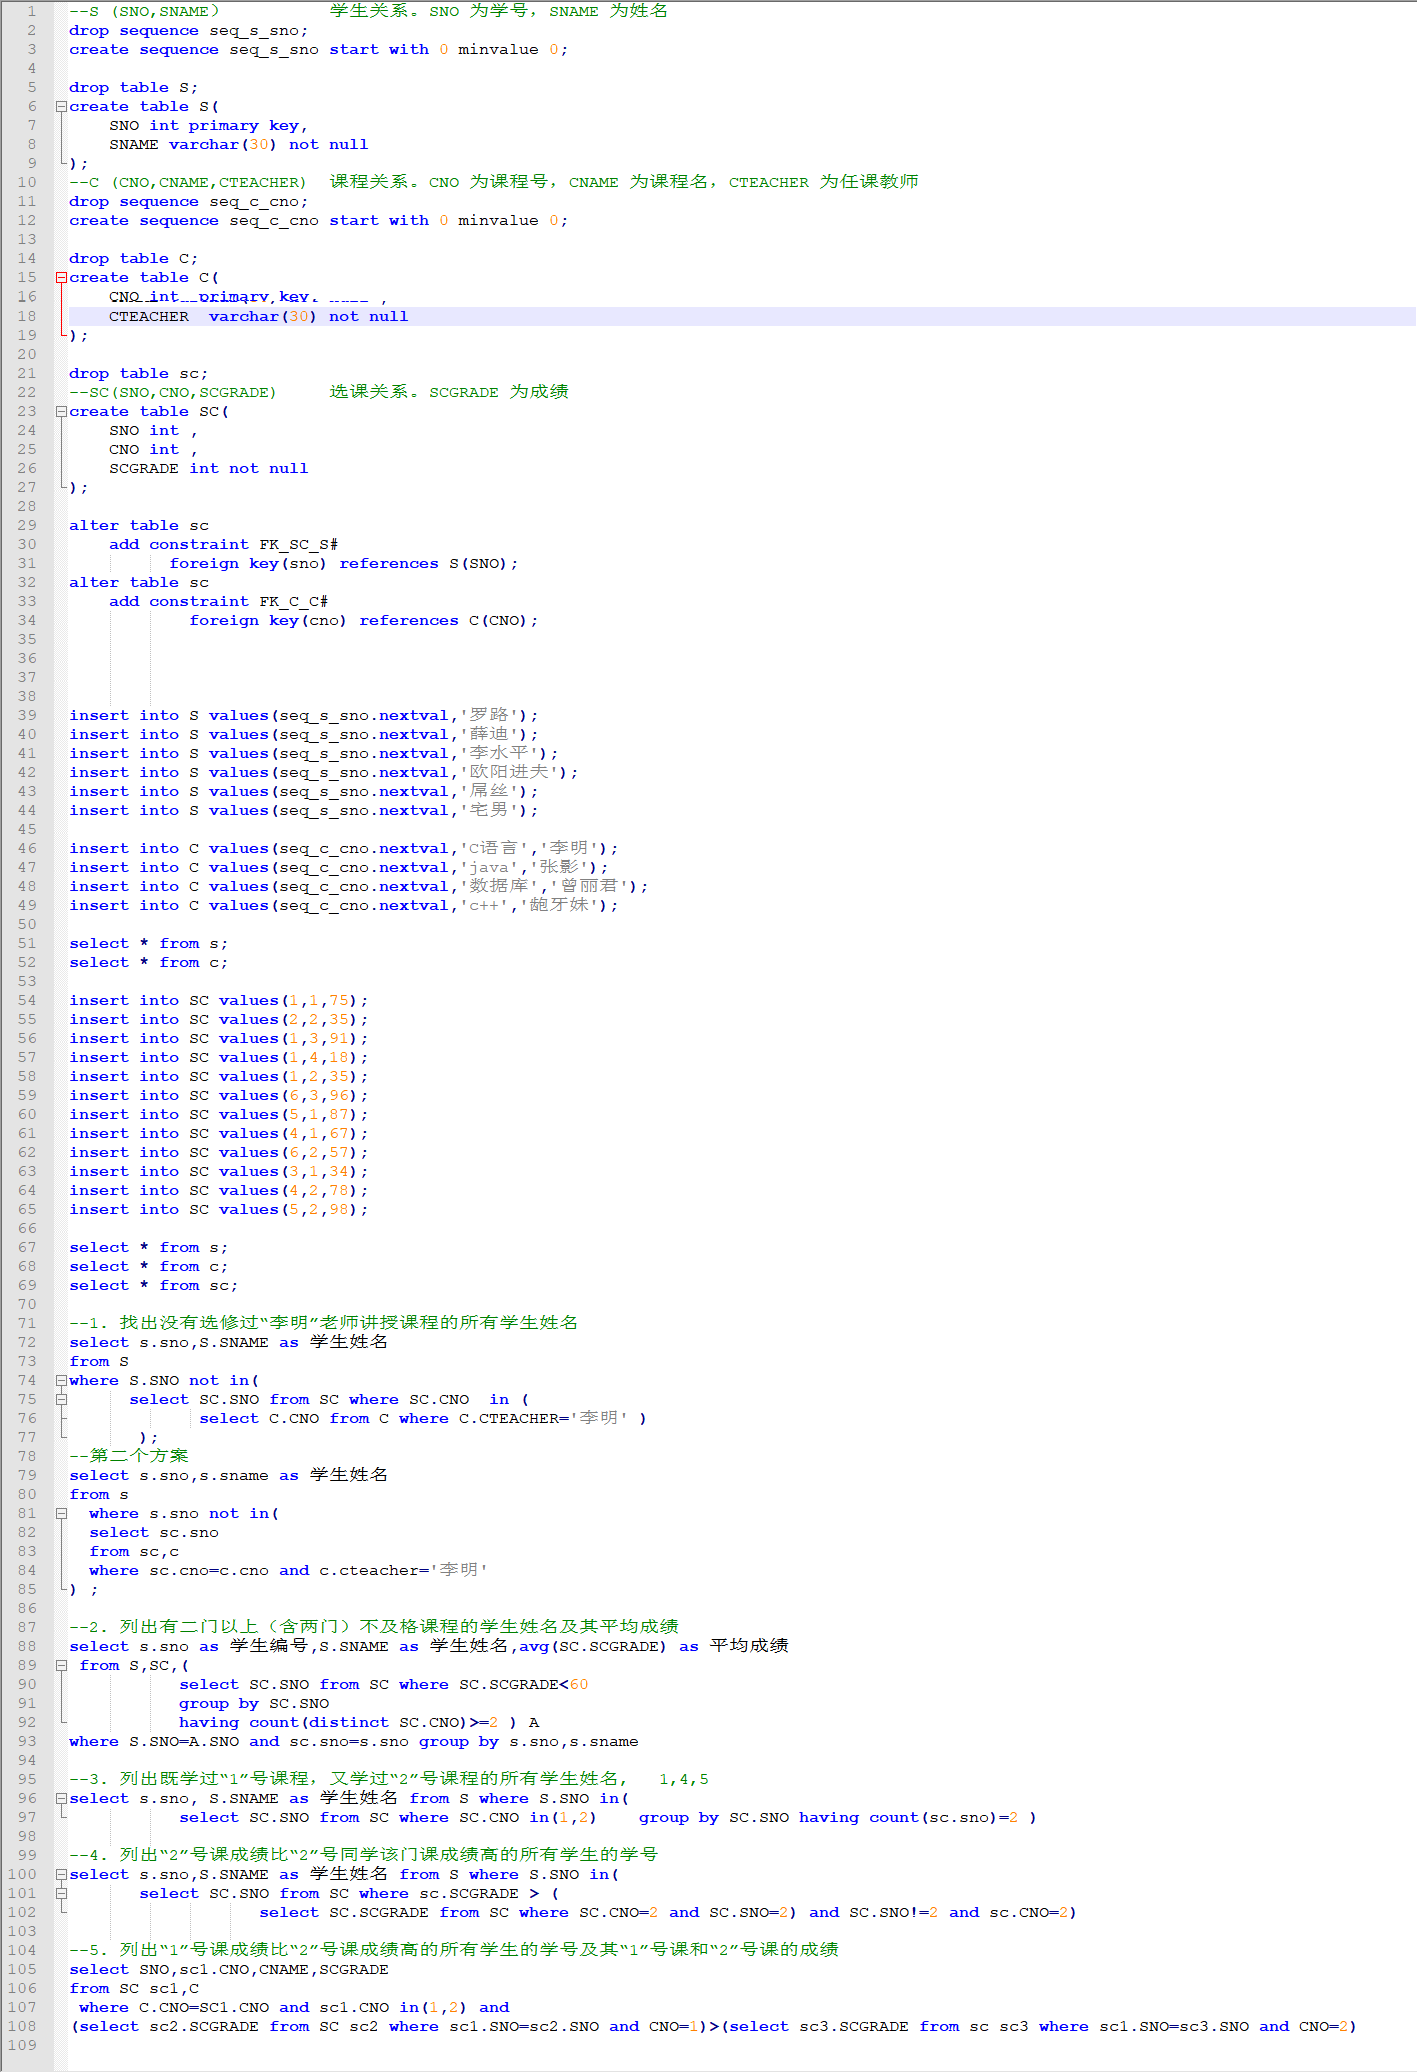 1 --S (SNO,SNAME) 学生关系。SNO 为学号，SNAME 为姓名
2 drop sequence seq_s_sno;
3 create sequence seq_s_sno start with 0 minvalue 0;
4
5 drop table S;
6 create table S(
7 SNO int primary key,
8 SNAME varchar(30) not null
9 );
10 --C (CNO,CNAME,CTEACHER) 课程关系。CNO 为课程号，CNAME 为课程名，CTEACHER 为任课教师
11 drop sequence seq_c_cno;
12 create sequence seq_c_cno start with 0 minvalue 0;
13
14 drop table C;
15 create table C(
16 CNO int primary key,
18 CTEACHER varchar(30) not null
19 );
20
21 drop table sc;
22 --SC(SNO,CNO,SCGRADE) 选课关系。SCGRADE 为成绩
23 create table SC(
24 SNO int ,
25 CNO int ,
26 SCGRADE int not null
27 );
28
29 alter table sc
30 add constraint FK_SC_S#
31 foreign key(sno) references S(SNO);
32 alter table sc
33 add constraint FK_C_C#
34 foreign key(cno) references C(CNO);
35
36
37
38
39 insert into S values(seq_s_sno.nextval,'罗路');
40 insert into S values(seq_s_sno.nextval,'薛迪');
41 insert into S values(seq_s_sno.nextval,'李水平');
42 insert into S values(seq_s_sno.nextval,'欧阳进夫');
43 insert into S values(seq_s_sno.nextval,'屌丝');
44 insert into S values(seq_s_sno.nextval,'宅男');
45
46 insert into C values(seq_c_cno.nextval,'C语言','李明');
47 insert into C values(seq_c_cno.nextval,'java','张影');
48 insert into C values(seq_c_cno.nextval,'数据库','曾丽君');
49 insert into C values(seq_c_cno.nextval,'c++','龅牙妹');
50
51 select * from s;
52 select * from c;
53
54 insert into SC values(1,1,75);
55 insert into SC values(2,2,35);
56 insert into SC values(1,3,91);
57 insert into SC values(1,4,18);
58 insert into SC values(1,2,35);
59 insert into SC values(6,3,96);
60 insert into SC values(5,1,87);
61 insert into SC values(4,1,67);
62 insert into SC values(6,2,57);
63 insert into SC values(3,1,34);
64 insert into SC values(4,2,78);
65 insert into SC values(5,2,98);
66
67 select * from s;
68 select * from c;
69 select * from sc;
70
71 --1. 找出没有选修过“李明”老师讲授课程的所有学生姓名
72 select s.sno,S.SNAME as 学生姓名
73 from S
74 where S.SNO not in(
75 select SC.SNO from SC where SC.CNO in (
76 select C.CNO from C where C.CTEACHER='李明' )
77 );
78 --第二个方案
79 select s.sno,s.sname as 学生姓名
80 from s
81 where s.sno not in(
82 select sc.sno
83 from sc,c
84 where sc.cno=c.cno and c.cteacher='李明'
85 ) ;
86
87 --2. 列出有二门以上（含两门）不及格课程的学生姓名及其平均成绩
88 select s.sno as 学生编号,S.SNAME as 学生姓名,avg(SC.SCGRADE) as 平均成绩
89 from S,SC,(
90 select SC.SNO from SC where SC.SCGRADE<60
91 group by SC.SNO
92 having count(distinct SC.CNO)>=2 ) A
93 where S.SNO=A.SNO and sc.sno=s.sno group by s.sno,s.sname
94
95 --3. 列出既学过“1”号课程，又学过“2”号课程的所有学生姓名， 1,4,5
96 select s.sno, S.SNAME as 学生姓名 from S where S.SNO in(
97 select SC.SNO from SC where SC.CNO in(1,2) group by SC.SNO having count(sc.sno)=2 )
98
99 --4. 列出“2”号课成绩比“2”号同学该门课成绩高的所有学生的学号
100 select s.sno,S.SNAME as 学生姓名 from S where S.SNO in(
101 select SC.SNO from SC where sc.SCGRADE > (
102 select SC.SCGRADE from SC where SC.CNO=2 and SC.SNO=2) and SC.SNO!=2 and sc.CNO=2)
103
104 --5. 列出“1”号课成绩比“2”号课成绩高的所有学生的学号及其“1”号课和“2”号课的成绩
105 select SNO,sc1.CNO,CNAME,SCGRADE
106 from SC sc1,C
107 where C.CNO=SC1.CNO and sc1.CNO in(1,2) and
108 (select sc2.SCGRADE from SC sc2 where sc1.SNO=sc2.SNO and CNO=1)>(select sc3.SCGRADE from sc sc3 where sc1.SNO=sc3.SNO and CNO=2)
109